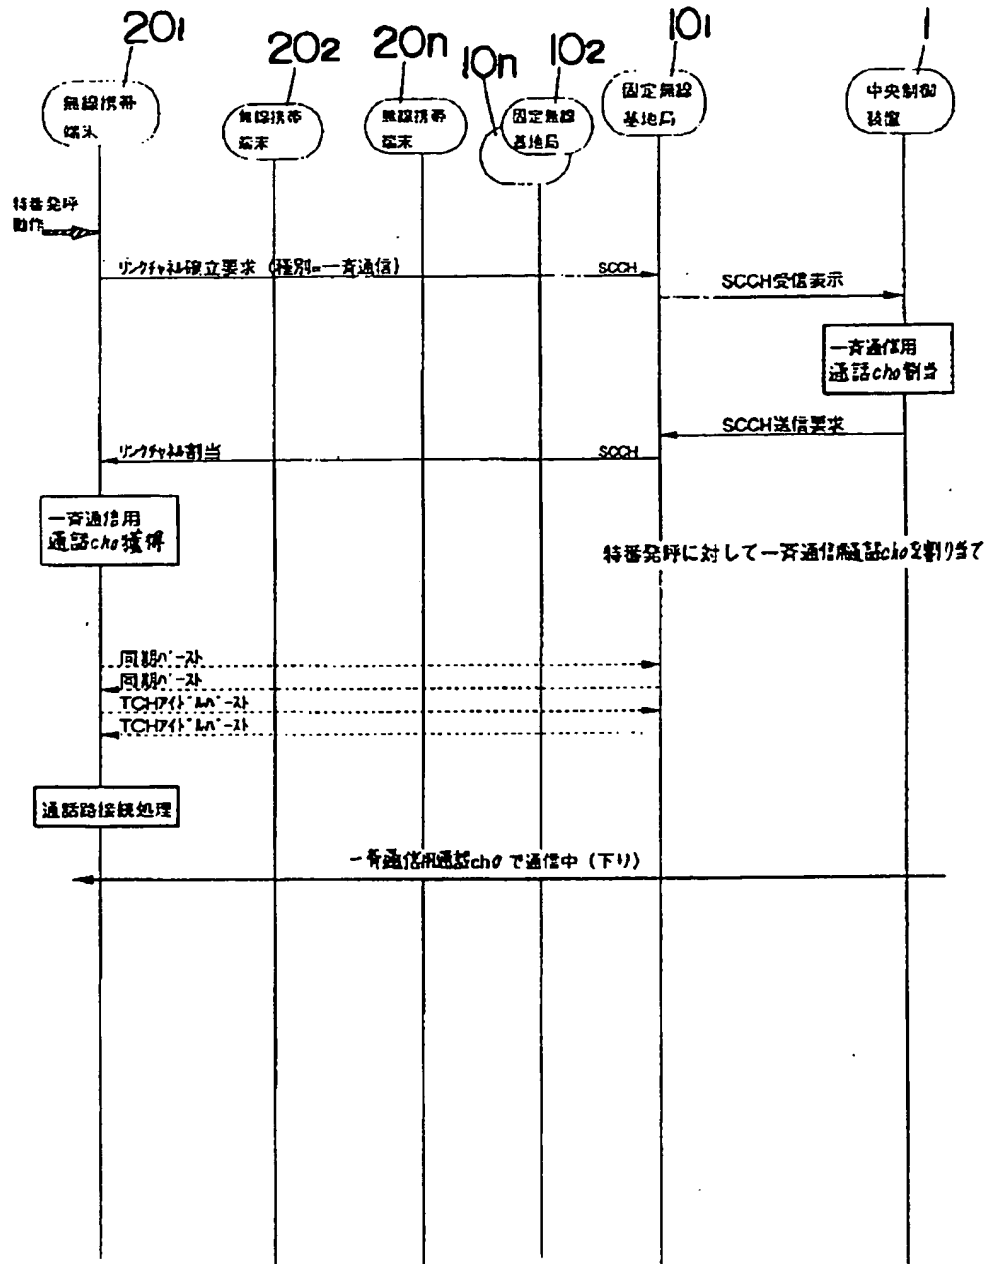 20₁
20₂
20n
10n
10₂
10₁
1
無線携帯
端末
無線携帯
端末
無線携帯
端末
固定無線
基地局
固定無線
基地局
中央制御
装置
特番発呼
動作
リンクチャネル確立要求 (種別=一斉通信)
SCCH
SCCH受信表示
一斉通信用
通話cho割当
SCCH送信要求
リンクチャネル割当
SCCH
一斉通信用
通話cho獲得
特番発呼に対して一斉通信用通話choを割り当て
同期バースト
同期バースト
TCHアイドルバースト
TCHアイドルバースト
通話路接続処理
一斉通信用通話choで通信中 (下り)